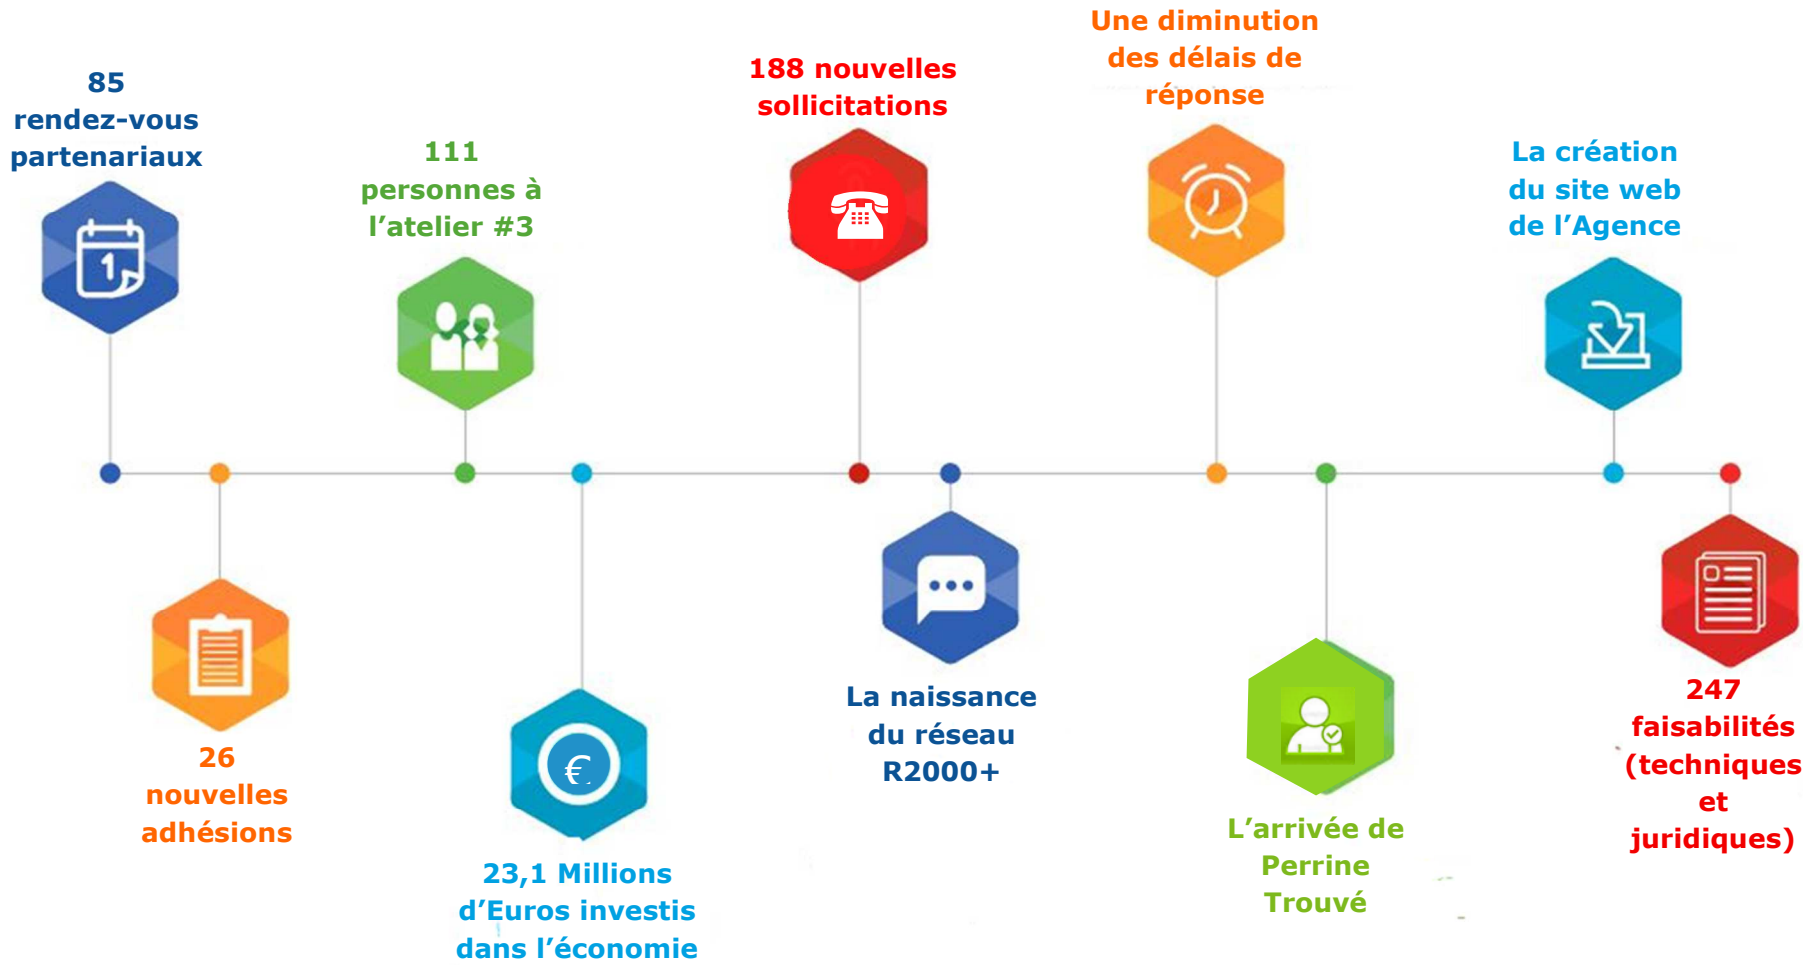 85
rendez-vous
partenariaux
26
nouvelles
adhésions
111
personnes à
l’atelier #3
23,1 Millions
d’Euros investis
dans l’économie
188 nouvelles
sollicitations
La naissance
du réseau
R2000+
Une diminution
des délais de
réponse
L’arrivée de
Perrine
Trouvé
La création
du site web
de l’Agence
247
faisabilités
(techniques
et
juridiques)
1
€